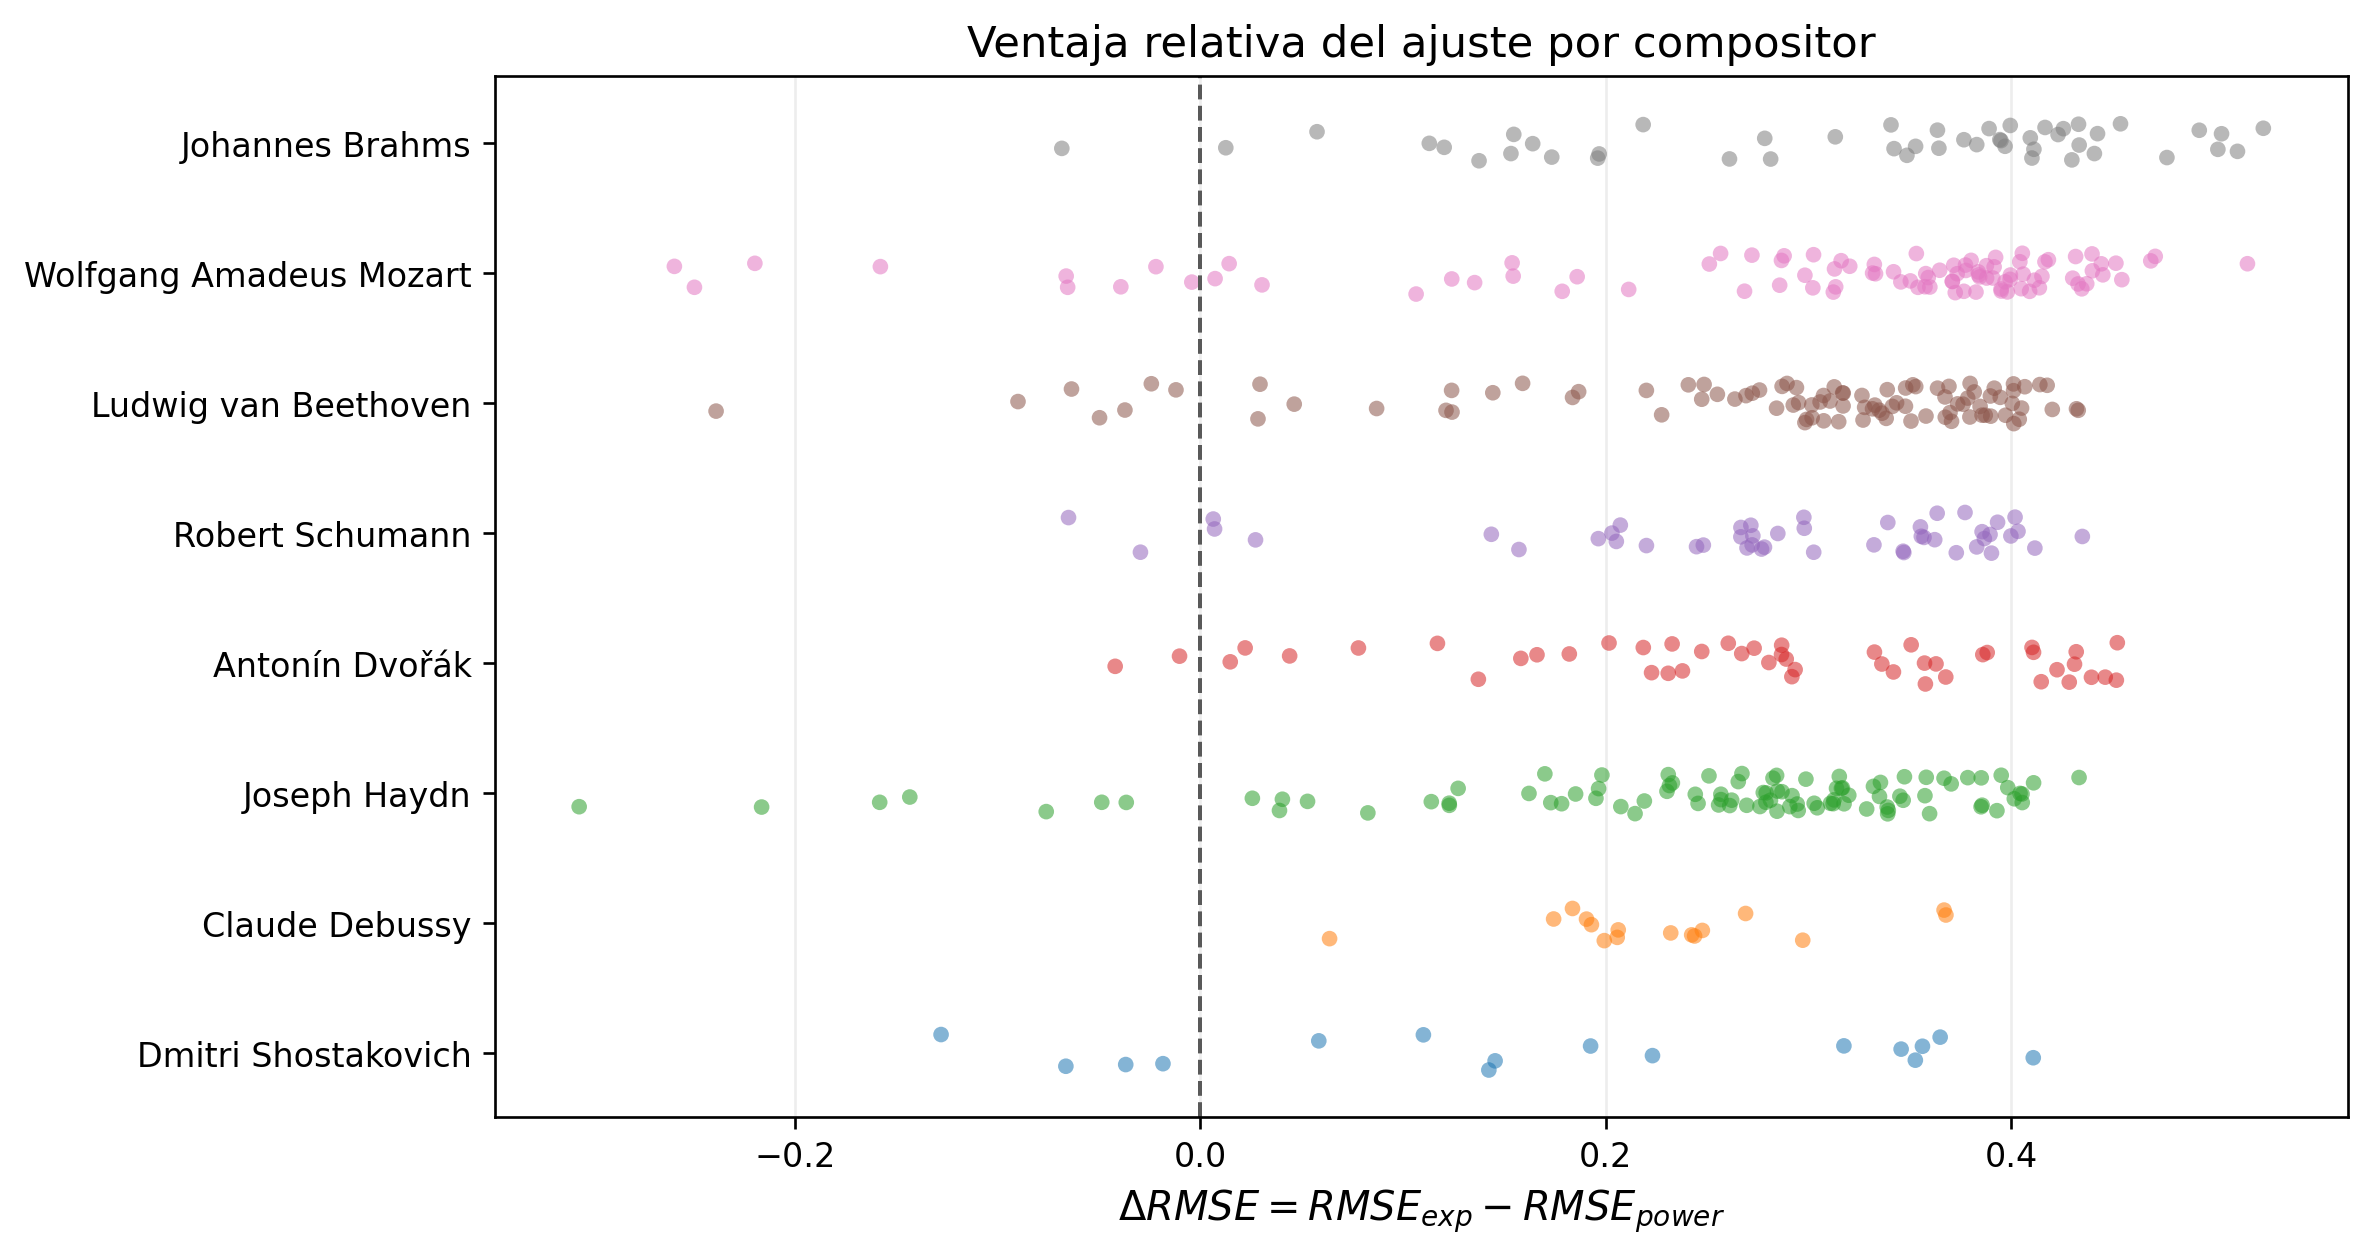 Ventaja relativa del ajuste por compositor
Johannes Brahms
Wolfgang Amadeus Mozart
Ludwig van Beethoven
Robert Schumann
Antonín Dvořák
Joseph Haydn
Claude Debussy
Dmitri Shostakovich
−0.2 0.0 0.2 0.4
ΔRMSE = RMSE_exp − RMSE_power